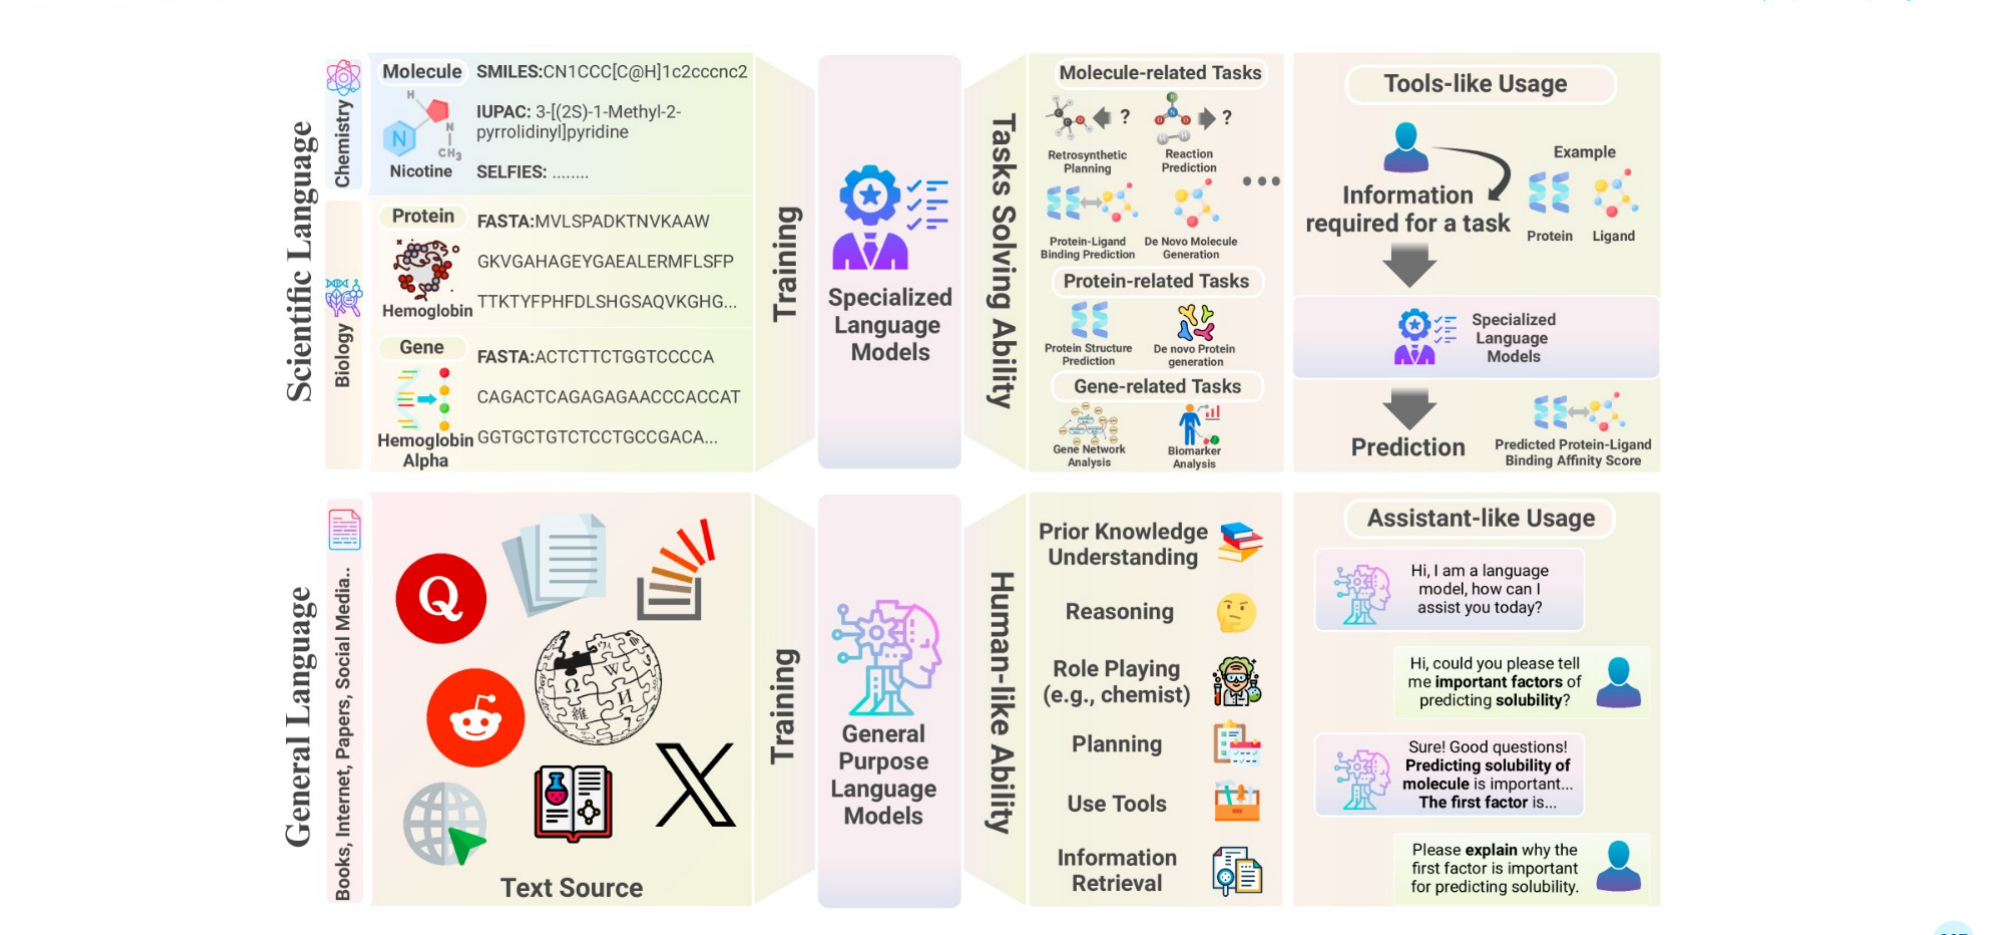 Scientific Language
Chemistry
Molecule
H
N
N
CH3
Nicotine
SMILES:CN1CCC[C@H]1c2cccnc2
IUPAC: 3-[(2S)-1-Methyl-2-
pyrrolidinyl]pyridine
SELFIES: ........
Biology
Protein
Hemoglobin
FASTA:MVLSPADKTNVKAAW
GKVGAHAGEYGAEALERMFLSFP
TTKTYFPHFDLSHGSAQVKGHG...
Gene
Hemoglobin
Alpha
FASTA:ACTCTTCTGGTCCCCA
CAGACTCAGAGAGAACCCACCAT
GGTGCTGTCTCCTGCCGACA...
Training
Specialized
Language
Models
Tasks Solving Ability
Molecule-related Tasks
?
?
Retrosynthetic
Planning
Reaction
Prediction
Protein-Ligand
Binding Prediction
De Novo Molecule
Generation
Protein-related Tasks
Protein Structure
Prediction
De novo Protein
generation
Gene-related Tasks
Gene Network
Analysis
Biomarker
Analysis
Tools-like Usage
Information
required for a task
Example
Protein
Ligand
Specialized
Language
Models
Prediction
Predicted Protein-Ligand
Binding Affinity Score
General Language
Books, Internet, Papers, Social Media..
Q
Ω
W
И
維
X
Text Source
Training
General
Purpose
Language
Models
Human-like Ability
Prior Knowledge
Understanding
Reasoning
Role Playing
(e.g., chemist)
Planning
Use Tools
Information
Retrieval
Assistant-like Usage
Hi, I am a language
model, how can I
assist you today?
Hi, could you please tell
me important factors of
predicting solubility?
Sure! Good questions!
Predicting solubility of
molecule is important...
The first factor is...
Please explain why the
first factor is important
for predicting solubility.